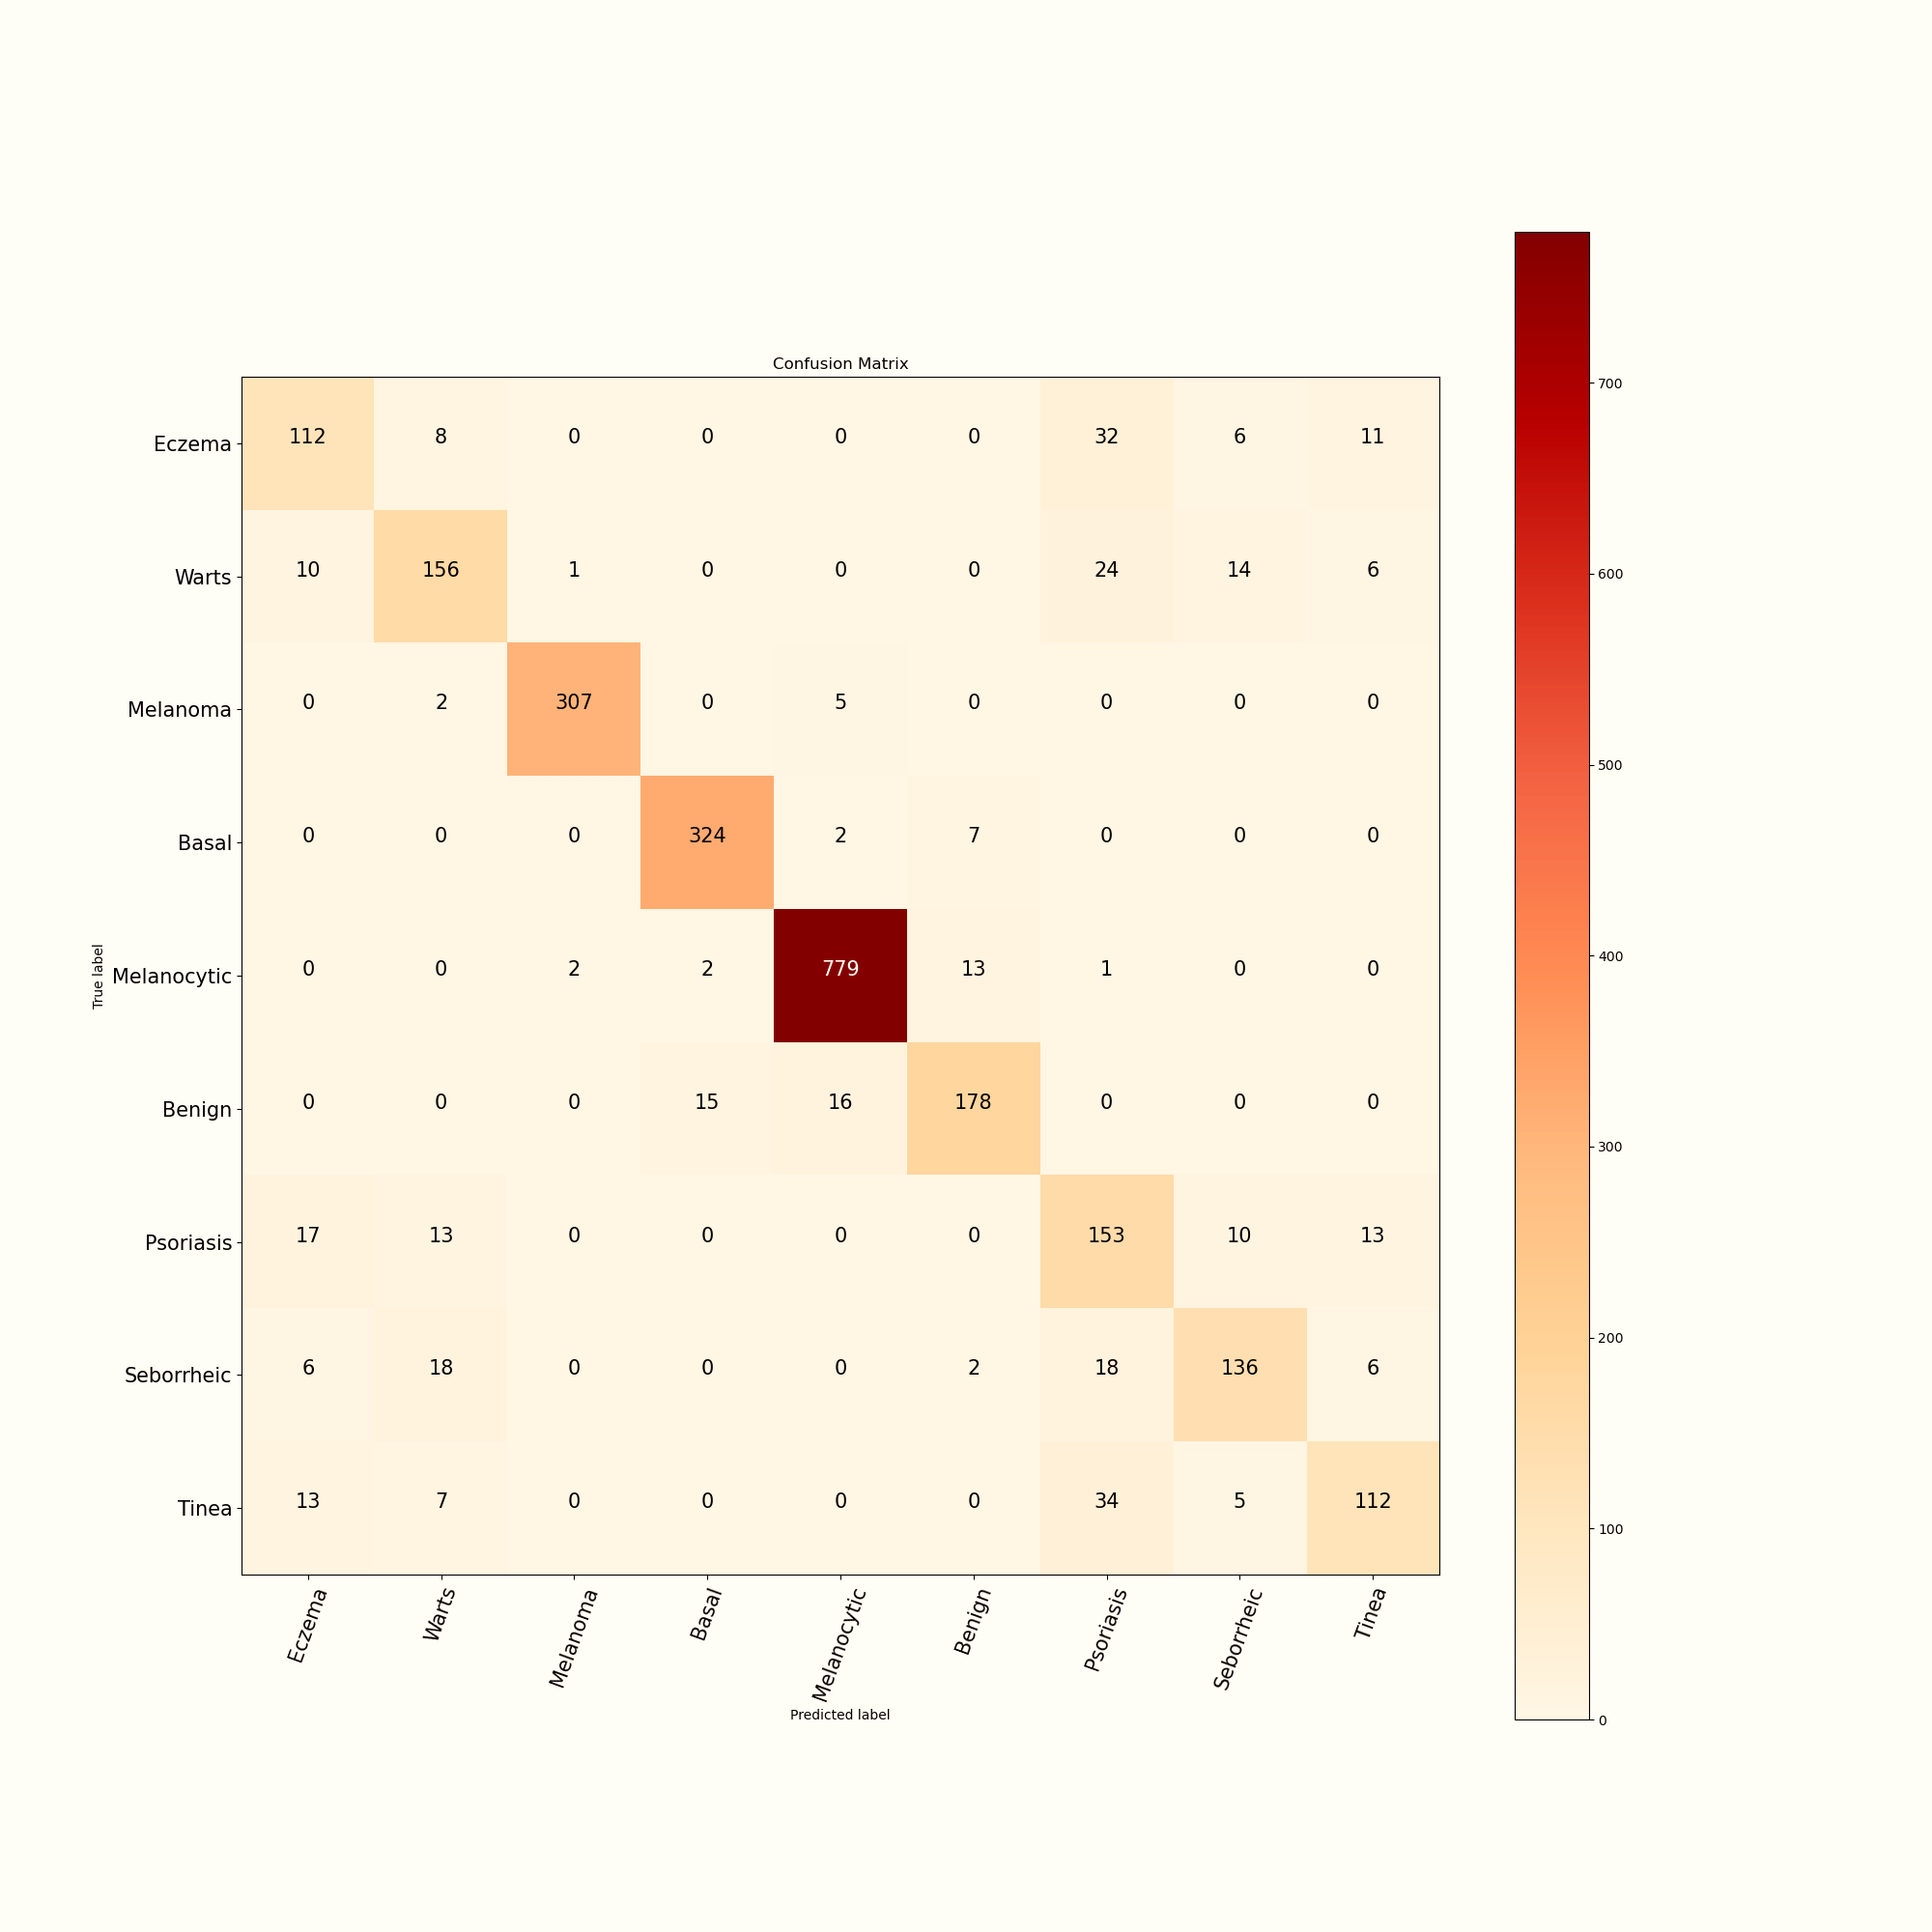 Confusion Matrix
Eczema 112 8 0 0 0 0 32 6 11
Warts 10 156 1 0 0 0 24 14 6
Melanoma 0 2 307 0 5 0 0 0 0
Basal 0 0 0 324 2 7 0 0 0
Melanocytic 0 0 2 2 779 13 1 0 0
Benign 0 0 0 15 16 178 0 0 0
Psoriasis 17 13 0 0 0 0 153 10 13
Seborrheic 6 18 0 0 0 2 18 136 6
Tinea 13 7 0 0 0 0 34 5 112
True label
Eczema Warts Melanoma Basal Melanocytic Benign Psoriasis Seborrheic Tinea
Predicted label
700
600
500
400
300
200
100
0